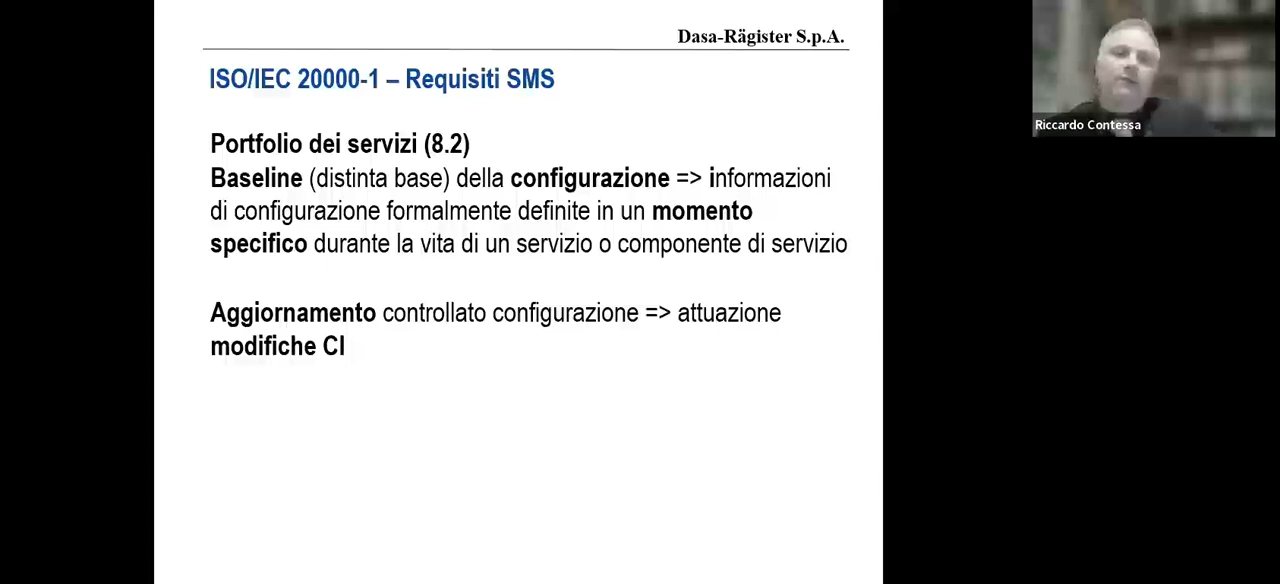 Dasa-Rägister S.p.A.
ISO/IEC 20000-1 – Requisiti SMS
Riccardo Contessa
Portfolio dei servizi (8.2)
Baseline (distinta base) della configurazione => informazioni
di configurazione formalmente definite in un momento
specifico durante la vita di un servizio o componente di servizio
Aggiornamento controllato configurazione => attuazione
modifiche CI